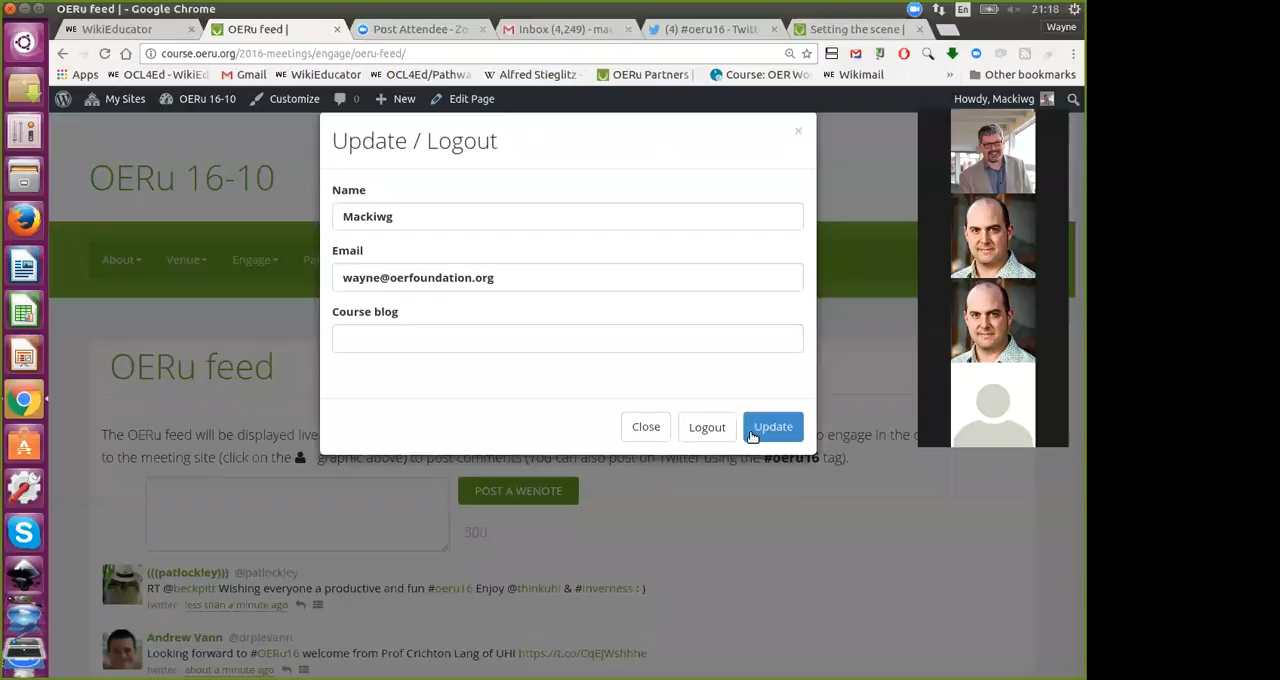 OERu feed | - Google Chrome
En
21:18
WikiEducator
OERu feed |
Post Attendee-Zo
Inbox (4,249) - mac
(4) #oeru16 - Twitt
Setting the scene |
Wayne
course.oeru.org/2016-meetings/engage/oeru-feed/
Apps
OCL4Ed - WikiEd
Gmail
WikiEducator
OCL4Ed/Pathwa
Alfred Stieglitz -
OERu Partners |
Course: OER Wo
Wikimail
»
Other bookmarks
My Sites
OERu 16-10
Customize
0
New
Edit Page
Howdy, Mackiwg
Update / Logout
×
OERu 16-10
Name
Mackiwg
Email
wayne@oerfoundation.org
About
Venue
Engage
Course blog
OERu feed
Close
Logout
Update
The OERu feed will be displayed live
o engage in the
to the meeting site (click on the graphic above) to post comments (You can also post on Twitter using the #oeru16 tag).
POST A WENOTE
300
(((patlockley))) @patlockley
RT @beckpitt Wishing everyone a productive and fun #oeru16 Enjoy @thinkuhi & #inverness : )
twitter less than a minute ago
Andrew Vann @drplevann
Looking forward to #OERu16 welcome from Prof Crichton Lang of UHI https://t.co/CqEJWshhhe
twitter about a minute ago